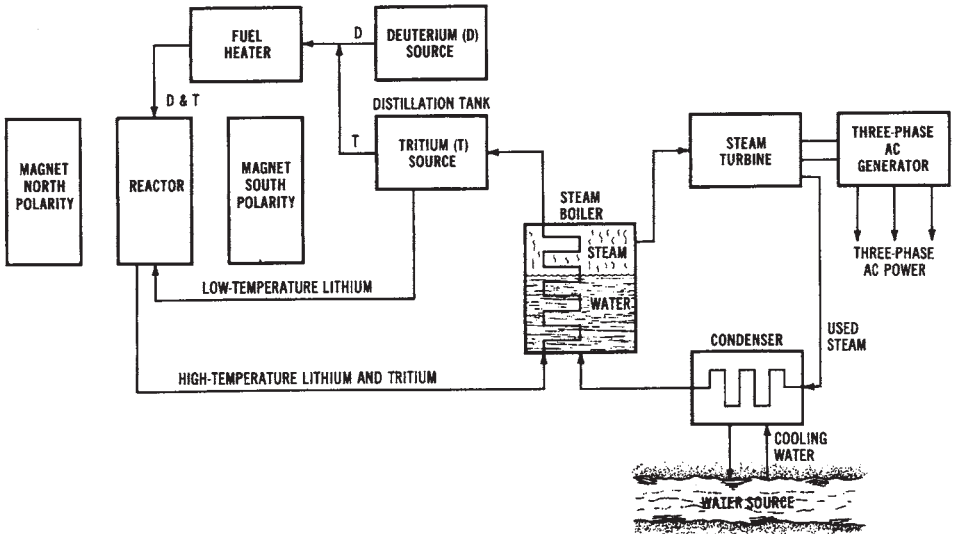 FUEL
HEATER
D
DEUTERIUM (D)
SOURCE
D & T
DISTILLATION TANK
T
TRITIUM (T)
SOURCE
MAGNET
NORTH
POLARITY
REACTOR
MAGNET
SOUTH
POLARITY
STEAM
TURBINE
THREE-PHASE
AC
GENERATOR
THREE-PHASE
AC POWER
STEAM
BOILER
STEAM
WATER
LOW-TEMPERATURE LITHIUM
HIGH-TEMPERATURE LITHIUM AND TRITIUM
USED
STEAM
CONDENSER
COOLING
WATER
WATER SOURCE